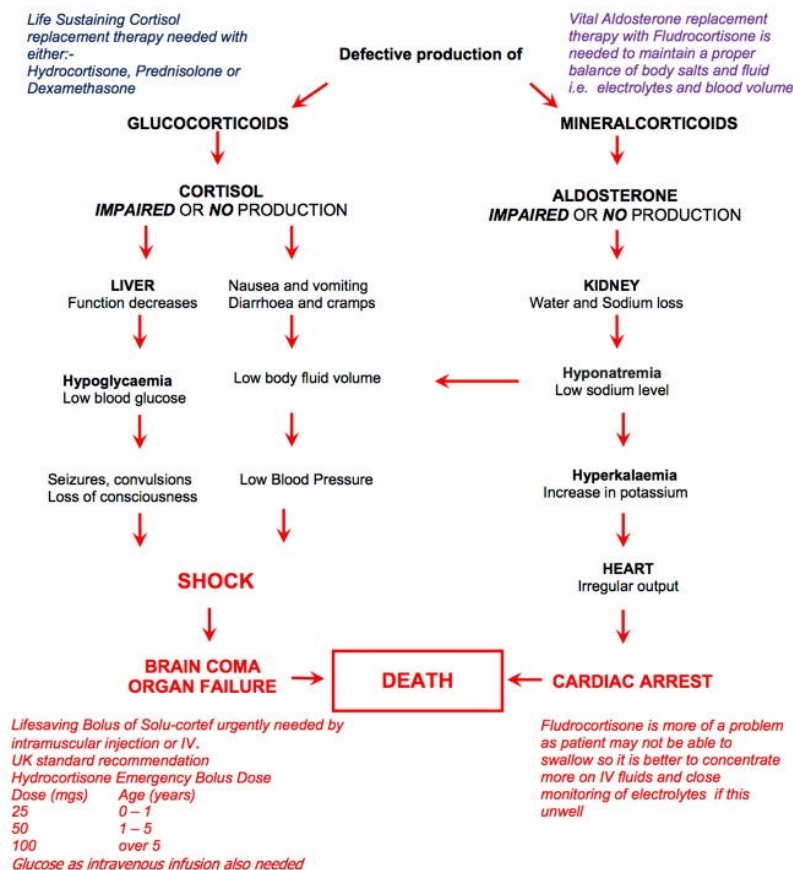 Life Sustaining Cortisol
replacement therapy needed with
either:-
Hydrocortisone, Prednisolone or
Dexamethasone
Defective production of
Vital Aldosterone replacement
therapy with Fludrocortisone is
needed to maintain a proper
balance of body salts and fluid
i.e. electrolytes and blood volume
GLUCOCORTICOIDS
MINERALCORTICOIDS
CORTISOL
IMPAIRED OR NO PRODUCTION
ALDOSTERONE
IMPAIRED OR NO PRODUCTION
LIVER
Function decreases
Nausea and vomiting
Diarrhoea and cramps
KIDNEY
Water and Sodium loss
Hypoglycaemia
Low blood glucose
Low body fluid volume
Hyponatremia
Low sodium level
Seizures, convulsions
Loss of consciousness
Low Blood Pressure
Hyperkalaemia
Increase in potassium
SHOCK
HEART
Irregular output
BRAIN COMA
ORGAN FAILURE
DEATH
CARDIAC ARREST
Lifesaving Bolus of Solu-cortef urgently needed by
intramuscular injection or IV.
UK standard recommendation
Hydrocortisone Emergency Bolus Dose
Dose (mgs) Age (years)
25 0 – 1
50 1 – 5
100 over 5
Glucose as intravenous infusion also needed
Fludrocortisone is more of a problem
as patient may not be able to
swallow so it is better to concentrate
more on IV fluids and close
monitoring of electrolytes if this
unwell